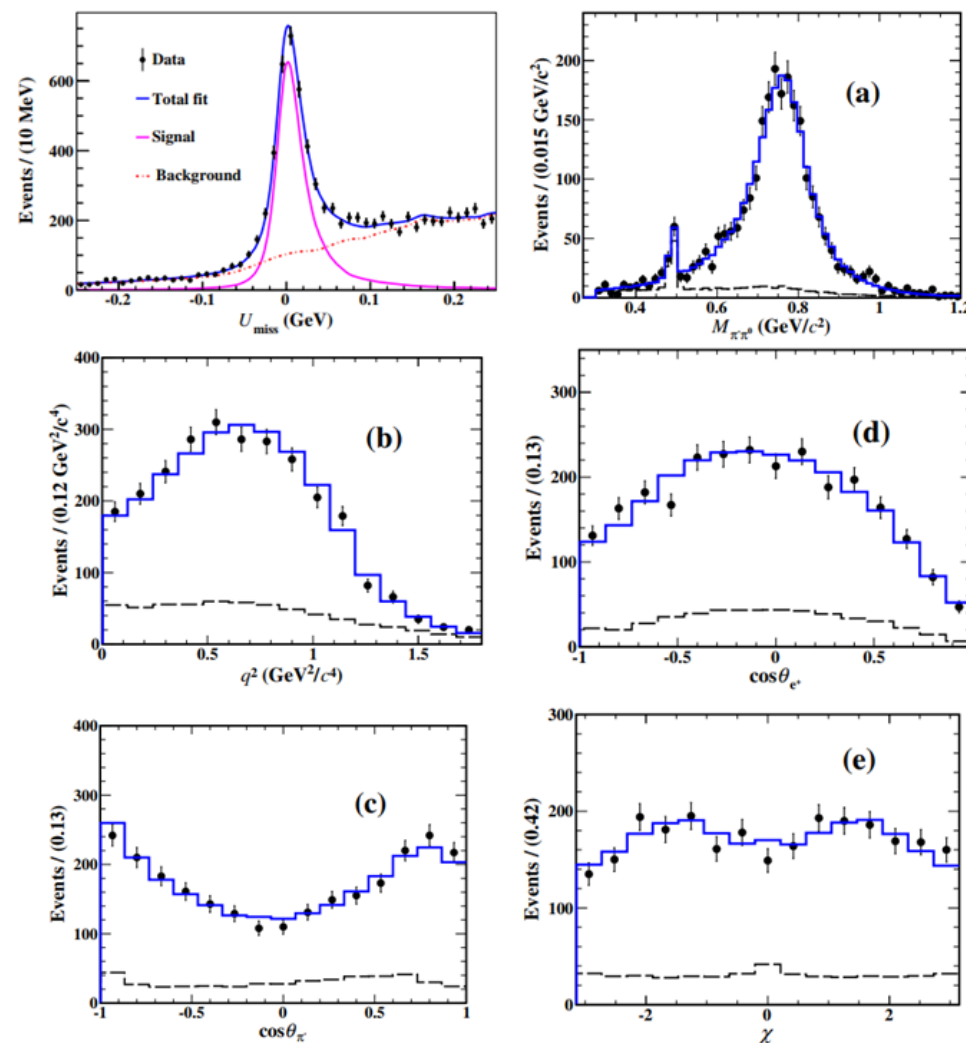 Events / (10 MeV)
600
400
200
0
Data
Total fit
Signal
Background
-0.2
-0.1
0
0.1
0.2
U_miss (GeV)
Events / (0.015 GeV/c²)
200
150
100
50
0
(a)
0.4
0.6
0.8
1
1.2
M_π⁻π⁰ (GeV/c²)
Events / (0.12 GeV²/c⁴)
400
300
200
100
0
(b)
0
0.5
1
1.5
q² (GeV²/c⁴)
Events / (0.13)
300
200
100
0
(d)
-1
-0.5
0
0.5
cosθ_e⁺
Events / (0.13)
400
300
200
100
0
(c)
-1
-0.5
0
0.5
1
cosθ_π⁻
Events / (0.42)
300
200
100
0
(e)
-2
0
2
χ